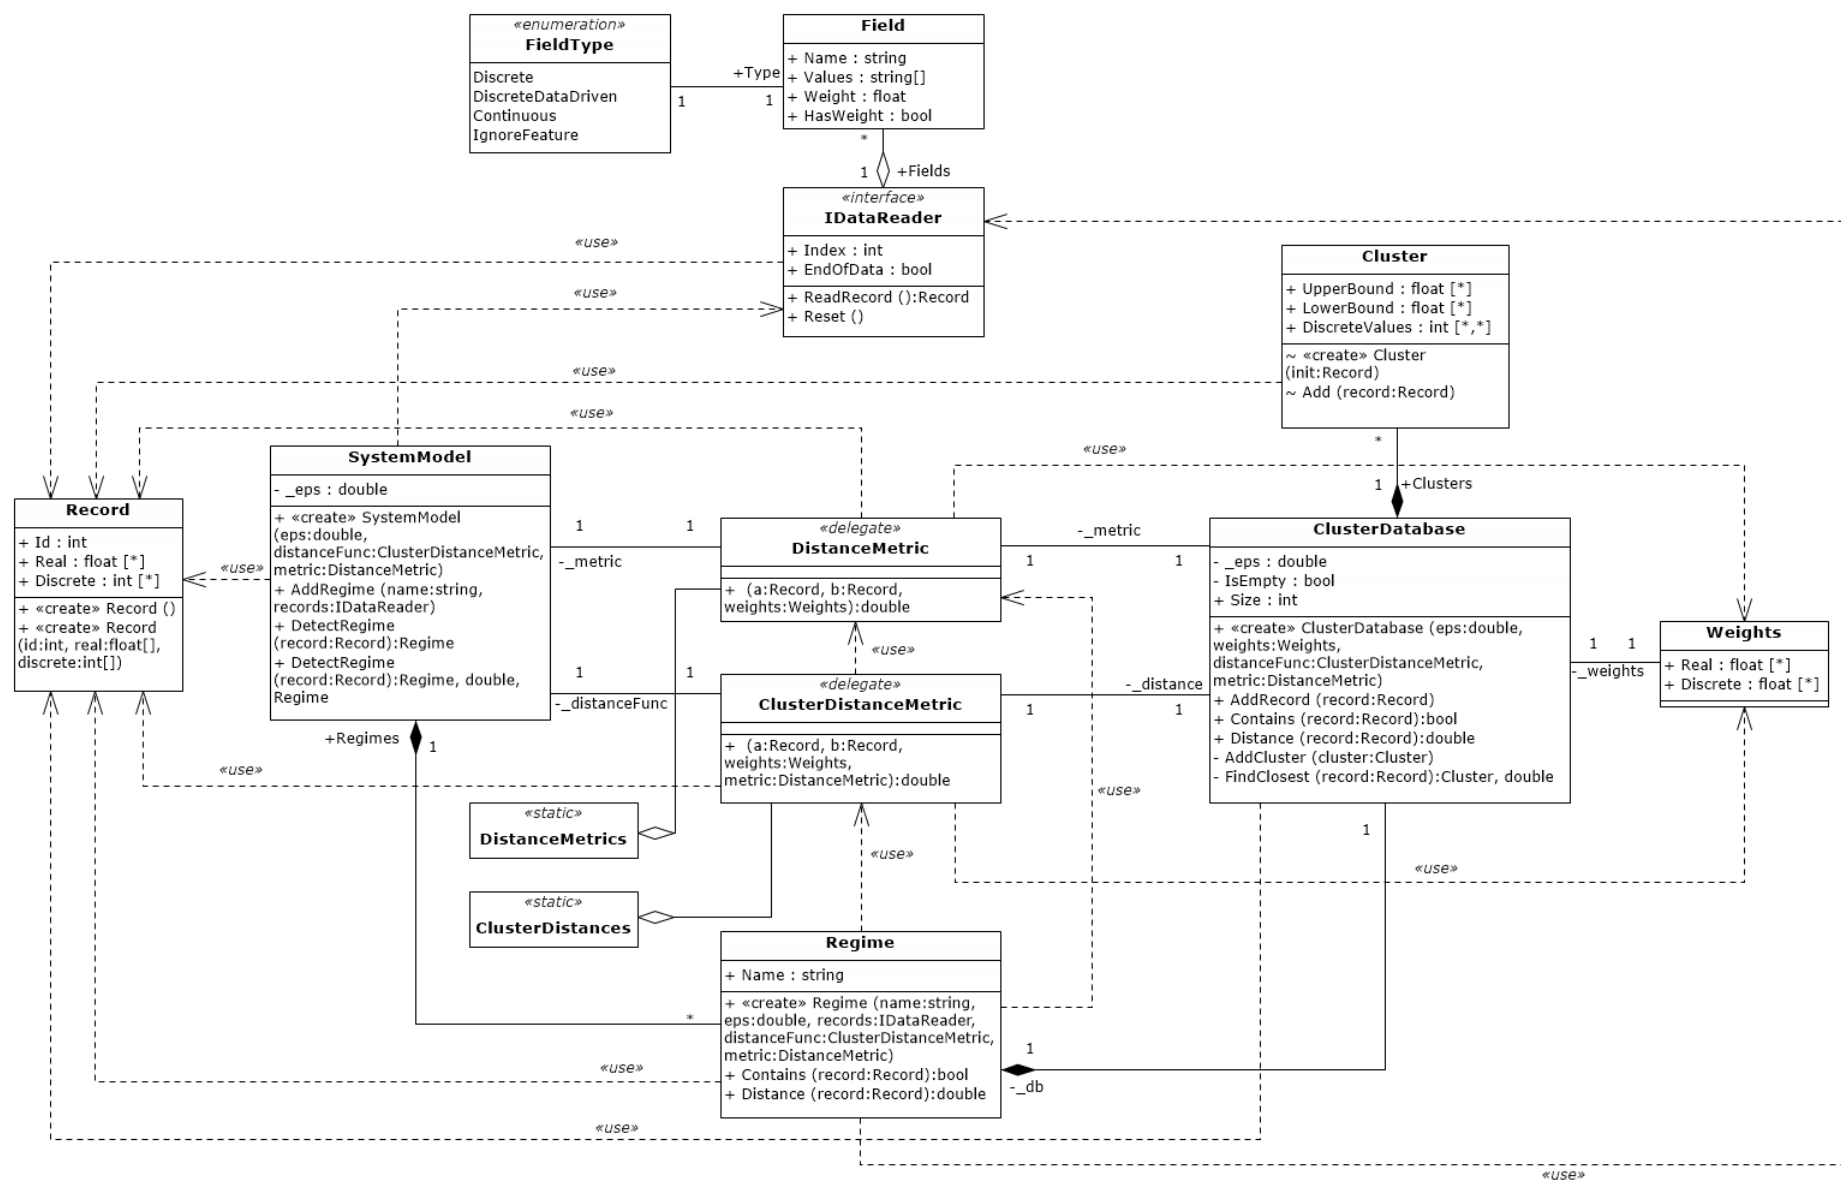 «enumeration»
FieldType
Discrete
DiscreteDataDriven
Continuous
IgnoreFeature
+Type
1
1
Field
+ Name : string
+ Values : string[]
+ Weight : float
+ HasWeight : bool
*
1
+Fields
«interface»
IDataReader
+ Index : int
+ EndOfData : bool
+ ReadRecord ():Record
+ Reset ()
«use»
«use»
«use»
«use»
Cluster
+ UpperBound : float [*]
+ LowerBound : float [*]
+ DiscreteValues : int [*,*]
~ «create» Cluster
(init:Record)
~ Add (record:Record)
*
1
+Clusters
«use»
Record
+ Id : int
+ Real : float [*]
+ Discrete : int [*]
+ «create» Record ()
+ «create» Record
(id:int, real:float[],
discrete:int[])
«use»
SystemModel
- _eps : double
+ «create» SystemModel
(eps:double,
distanceFunc:ClusterDistanceMetric,
metric:DistanceMetric)
+ AddRegime (name:string,
records:IDataReader)
+ DetectRegime
(record:Record):Regime
+ DetectRegime
(record:Record):Regime, double,
Regime
1
1
-_metric
1
1
-_distanceFunc
«delegate»
DistanceMetric
+ (a:Record, b:Record,
weights:Weights):double
«use»
«delegate»
ClusterDistanceMetric
+ (a:Record, b:Record,
weights:Weights,
metric:DistanceMetric):double
-_metric
1
1
-_distance
1
1
ClusterDatabase
- _eps : double
- IsEmpty : bool
+ Size : int
+ «create» ClusterDatabase (eps:double,
weights:Weights,
distanceFunc:ClusterDistanceMetric,
metric:DistanceMetric)
+ AddRecord (record:Record)
+ Contains (record:Record):bool
+ Distance (record:Record):double
- AddCluster (cluster:Cluster)
- FindClosest (record:Record):Cluster, double
1
1
-_weights
Weights
+ Real : float [*]
+ Discrete : float [*]
+Regimes
1
«use»
«static»
DistanceMetrics
«static»
ClusterDistances
«use»
«use»
1
«use»
Regime
+ Name : string
+ «create» Regime (name:string,
eps:double, records:IDataReader,
distanceFunc:ClusterDistanceMetric,
metric:DistanceMetric)
+ Contains (record:Record):bool
+ Distance (record:Record):double
*
1
-_db
«use»
«use»
«use»